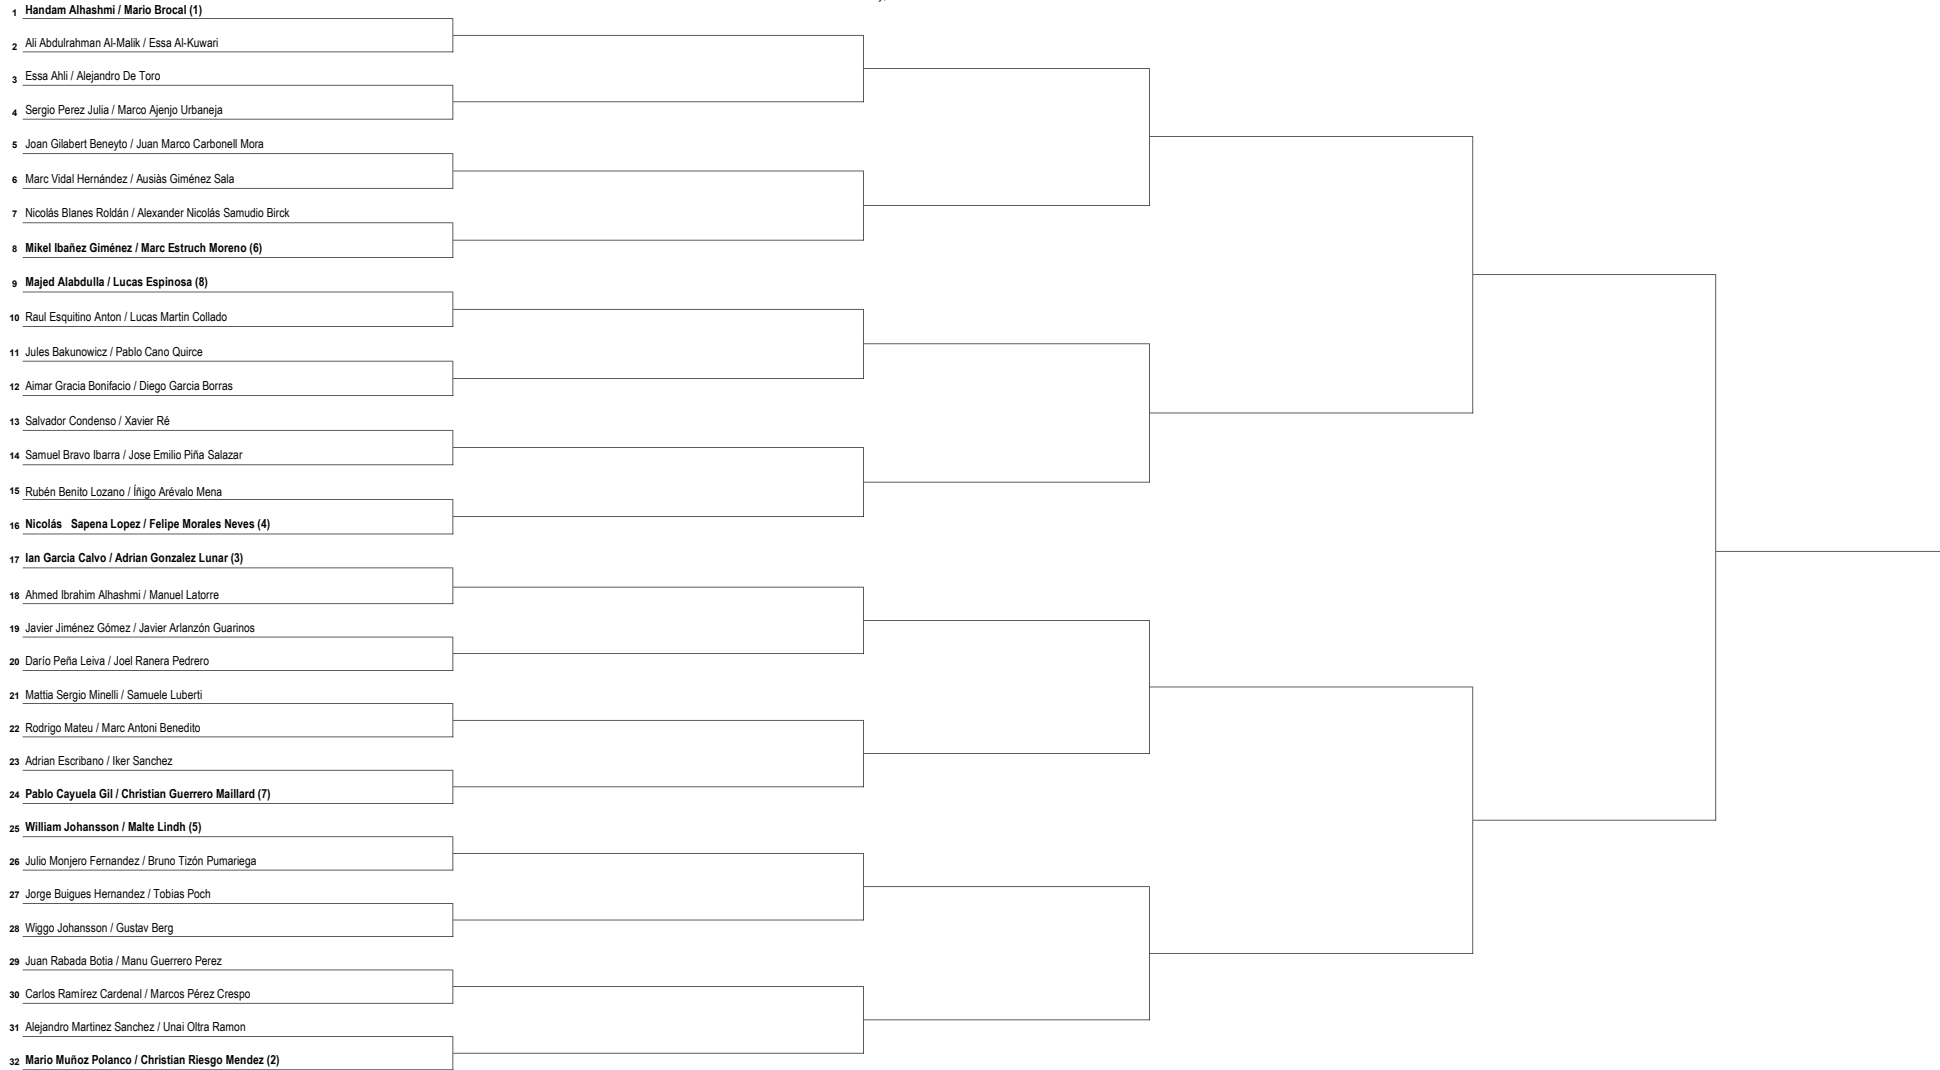 1 Handam Alhashmi / Mario Brocal (1)
2 Ali Abdulrahman Al-Malik / Essa Al-Kuwari
3 Essa Ahli / Alejandro De Toro
4 Sergio Perez Julia / Marco Ajenjo Urbaneja
5 Joan Gilabert Beneyto / Juan Marco Carbonell Mora
6 Marc Vidal Hernández / Ausiàs Giménez Sala
7 Nicolás Blanes Roldán / Alexander Nicolás Samudio Birck
8 Mikel Ibañez Giménez / Marc Estruch Moreno (6)
9 Majed Alabdulla / Lucas Espinosa (8)
10 Raul Esquitino Anton / Lucas Martin Collado
11 Jules Bakunowicz / Pablo Cano Quirce
12 Aimar Gracia Bonifacio / Diego Garcia Borras
13 Salvador Condenso / Xavier Ré
14 Samuel Bravo Ibarra / Jose Emilio Piña Salazar
15 Rubén Benito Lozano / Íñigo Arévalo Mena
16 Nicolás Sapena Lopez / Felipe Morales Neves (4)
17 Ian Garcia Calvo / Adrian Gonzalez Lunar (3)
18 Ahmed Ibrahim Alhashmi / Manuel Latorre
19 Javier Jiménez Gómez / Javier Arlanzón Guarinos
20 Darío Peña Leiva / Joel Ranera Pedrero
21 Mattia Sergio Minelli / Samuele Luberti
22 Rodrigo Mateu / Marc Antoni Benedito
23 Adrian Escribano / Iker Sanchez
24 Pablo Cayuela Gil / Christian Guerrero Maillard (7)
25 William Johansson / Malte Lindh (5)
26 Julio Monjero Fernandez / Bruno Tizón Pumariega
27 Jorge Buigues Hernandez / Tobias Poch
28 Wiggo Johansson / Gustav Berg
29 Juan Rabada Botia / Manu Guerrero Perez
30 Carlos Ramírez Cardenal / Marcos Pérez Crespo
31 Alejandro Martinez Sanchez / Unai Oltra Ramon
32 Mario Muñoz Polanco / Christian Riesgo Mendez (2)